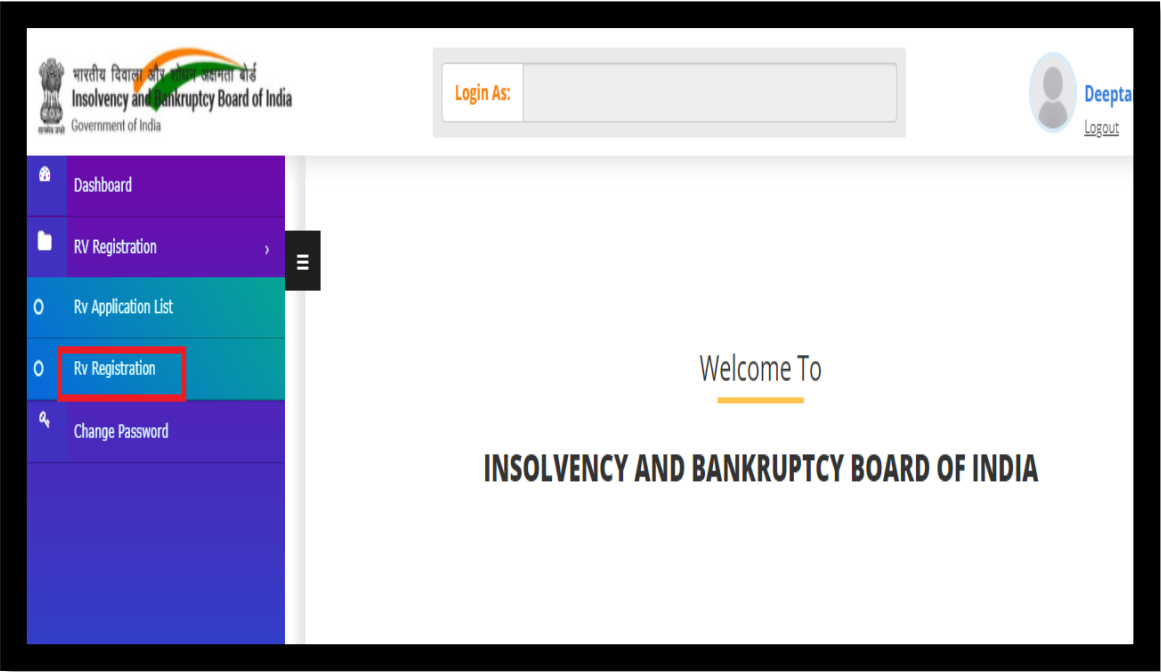 भारतीय दिवाला और शोधन अक्षमता बोर्ड
Insolvency and Bankruptcy Board of India
Government of India
Login As:
Deepta
Logout
Dashboard
RV Registration
Rv Application List
Rv Registration
Change Password
Welcome To
INSOLVENCY AND BANKRUPTCY BOARD OF INDIA